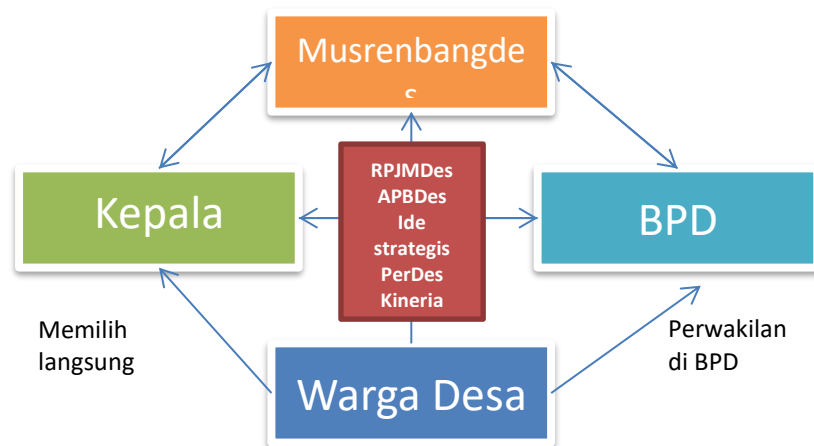 Musrenbangde
s
RPJMDes
APBDes
Ide
strategis
PerDes
Kineria
Kepala
BPD
Memilih
langsung
Perwakilan
di BPD
Warga Desa